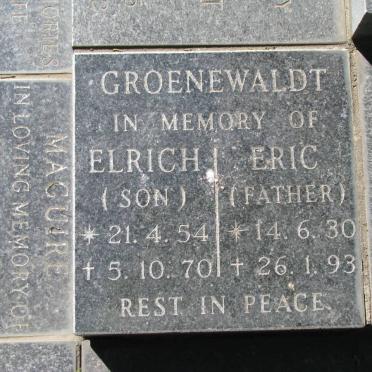 GROENEWALDT
IN MEMORY OF
ELRICH ERIC
(SON) (FATHER)
* 21. 4. 54 * 14. 6. 30
† 5. 10. 70 † 26. 1. 93
REST IN PEACE
MAGUIRE
IN LOVING MEMORY OF